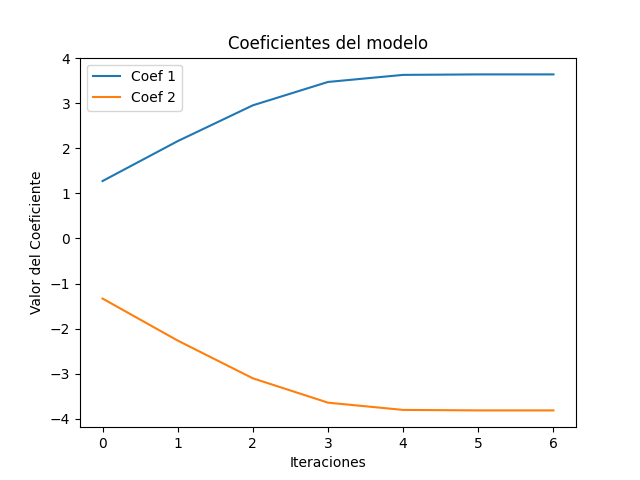 Coeficientes del modelo
Coef 1
Coef 2
Valor del Coeficiente
4
3
2
1
0
−1
−2
−3
−4
0 1 2 3 4 5 6
Iteraciones